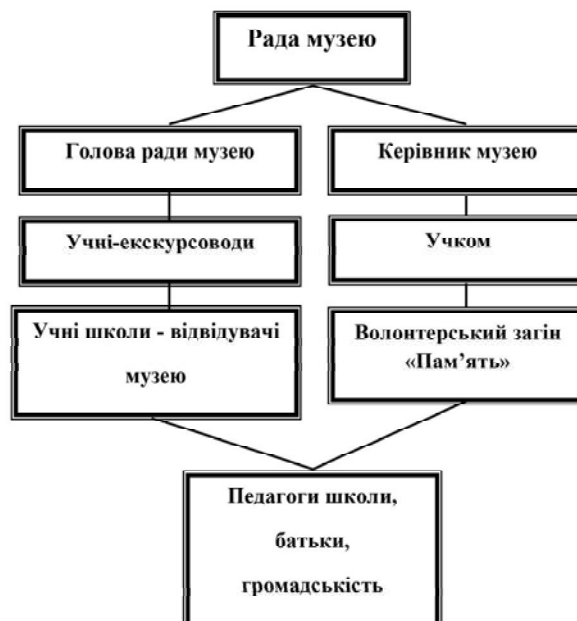 Рада музею
Голова ради музею
Керівник музею
Учні-екскурсоводи
Учком
Учні школи - відвідувачі
музею
Волонтерський загін
«Пам’ять»
Педагоги школи,
батьки,
громадськість